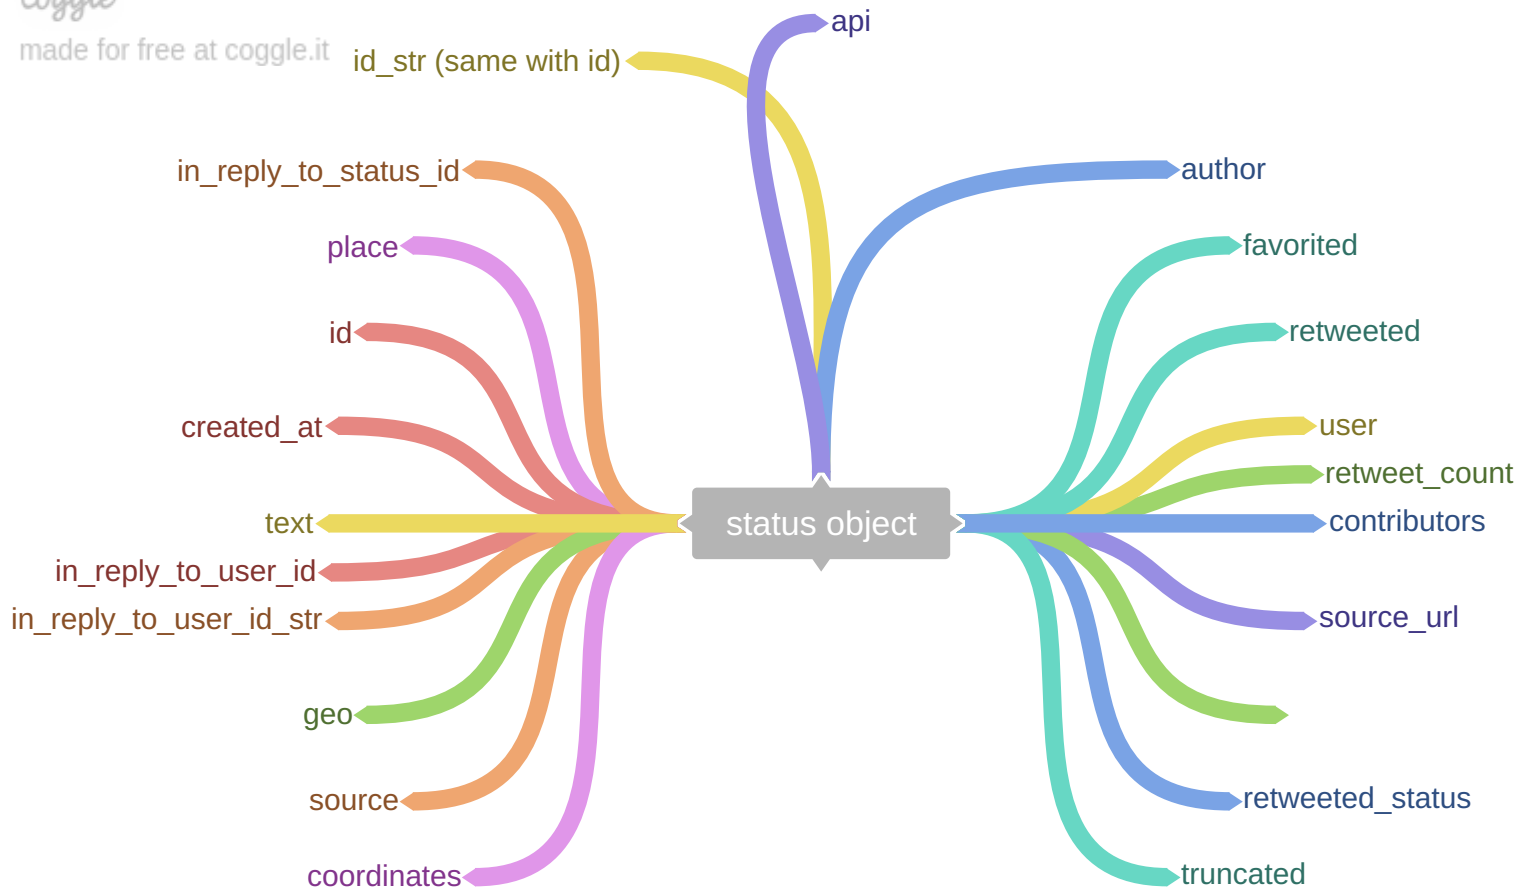 coggle
made for free at coggle.it
api
id_str (same with id)
in_reply_to_status_id
author
place
favorited
id
retweeted
created_at
user
retweet_count
text
status object
contributors
in_reply_to_user_id
in_reply_to_user_id_str
source_url
geo
source
retweeted_status
coordinates
truncated